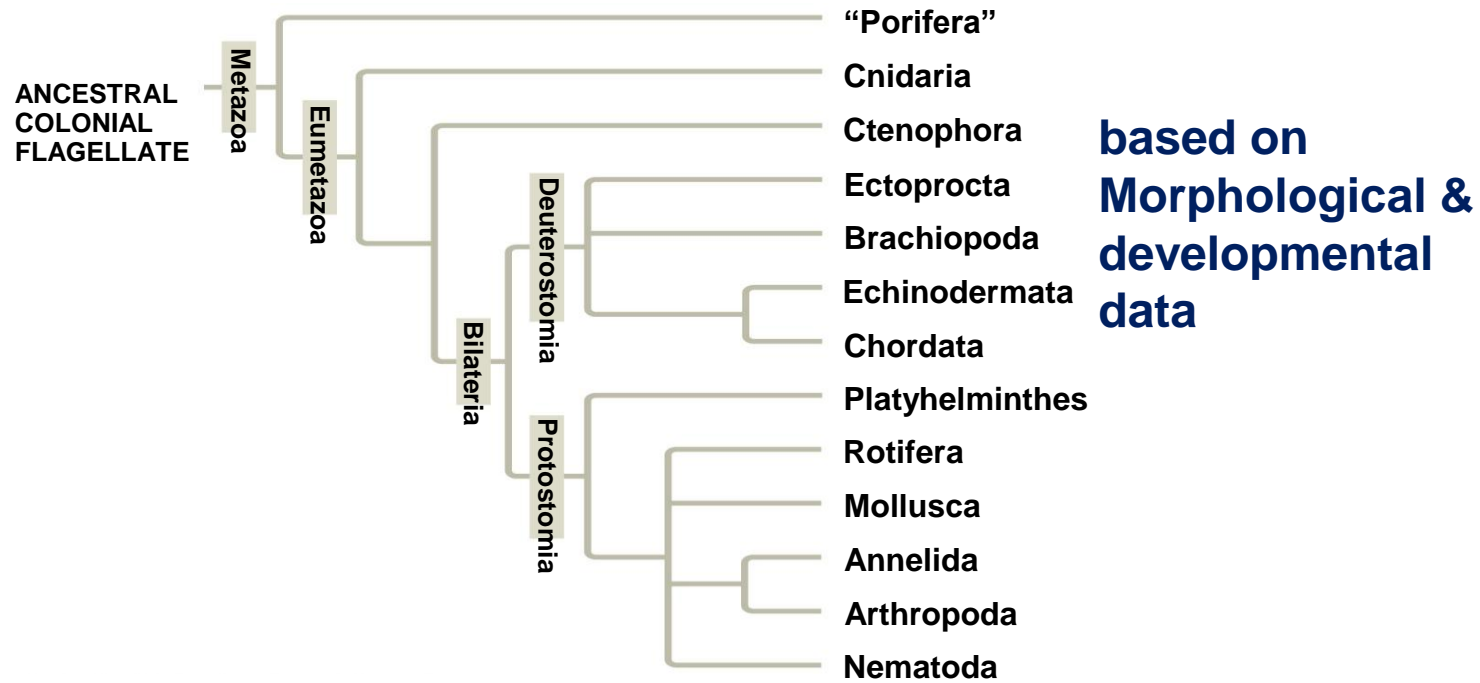 “Porifera”
Metazoa
Cnidaria
ANCESTRAL
COLONIAL
FLAGELLATE
Eumetazoa
Ctenophora
based on
Morphological &
developmental
data
Deuterostomia
Ectoprocta
Brachiopoda
Echinodermata
Chordata
Bilateria
Platyhelminthes
Protostomia
Rotifera
Mollusca
Annelida
Arthropoda
Nematoda